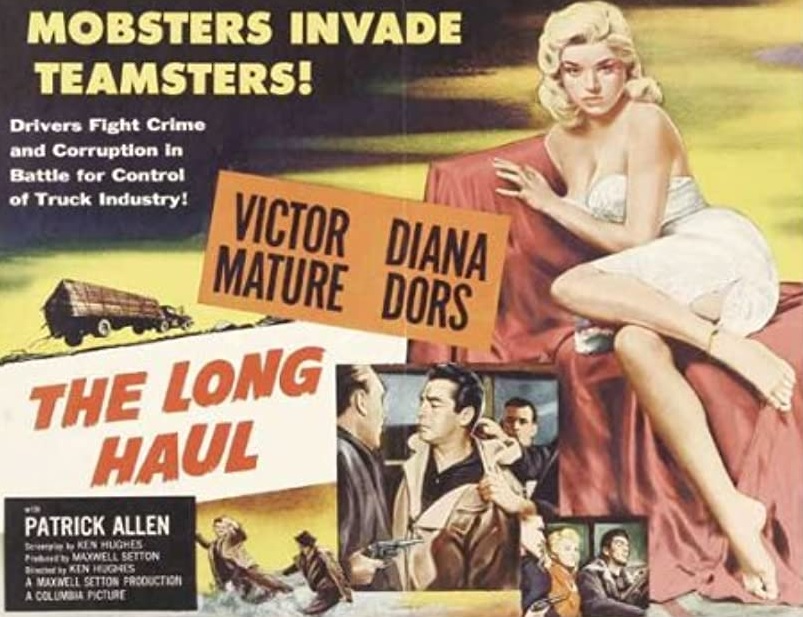 MOBSTERS INVADE
TEAMSTERS!
Drivers Fight Crime
and Corruption in
Battle for Control
of Truck Industry!
VICTOR MATURE
DIANA DORS
THE LONG
HAUL
with
PATRICK ALLEN
Screenplay by KEN HUGHES
Produced by MAXWELL SETTON
Directed by KEN HUGHES
A MAXWELL SETTON PRODUCTION
A COLUMBIA PICTURE